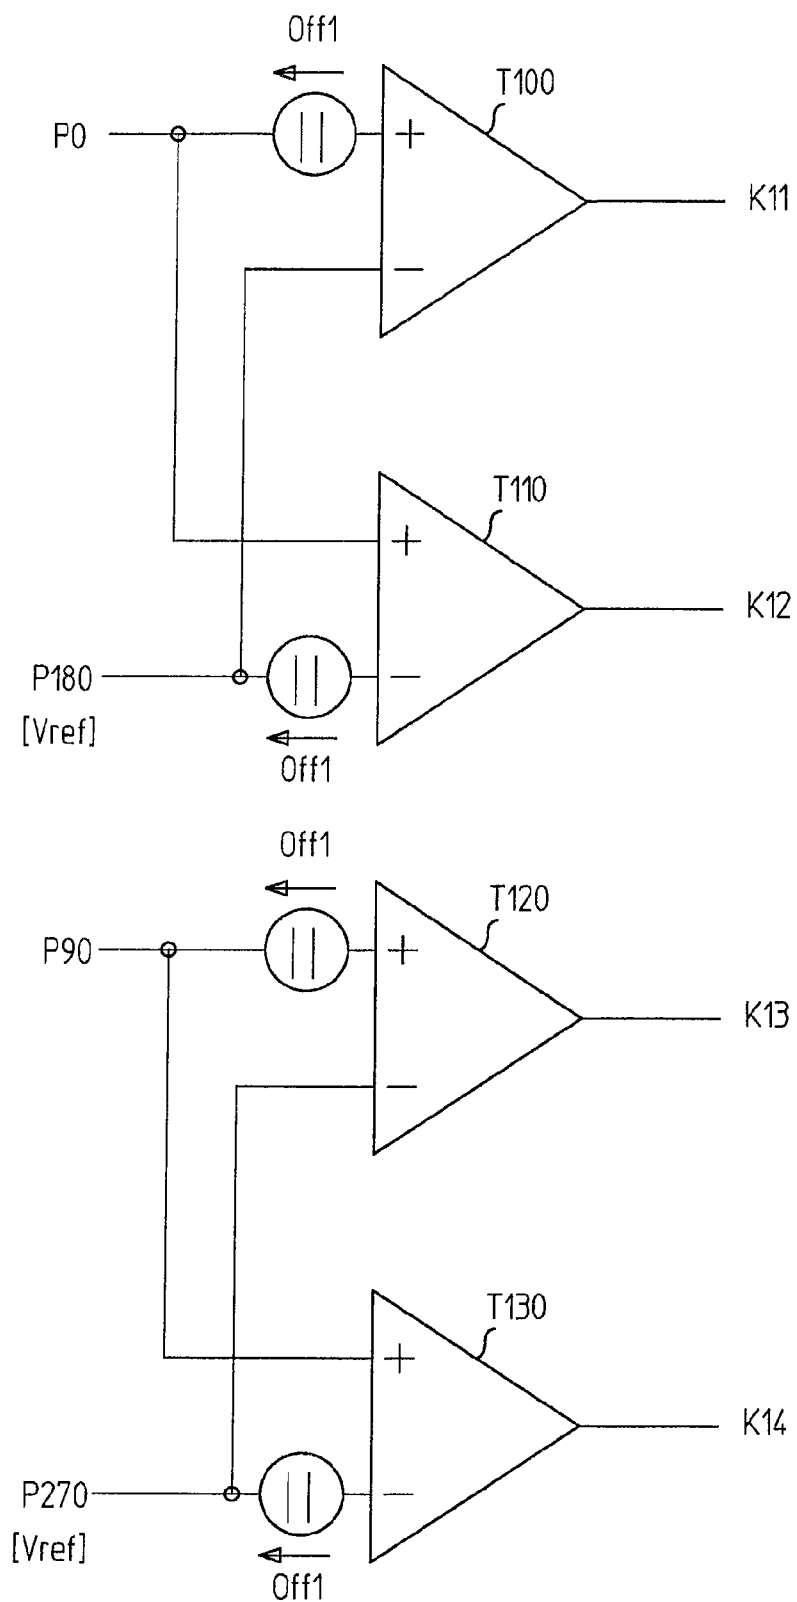 Off1
T100
P0
+
K11
−
T110
+
K12
P180
−
[Vref]
Off1
Off1
T120
P90
+
K13
−
T130
+
K14
P270
−
[Vref]
Off1